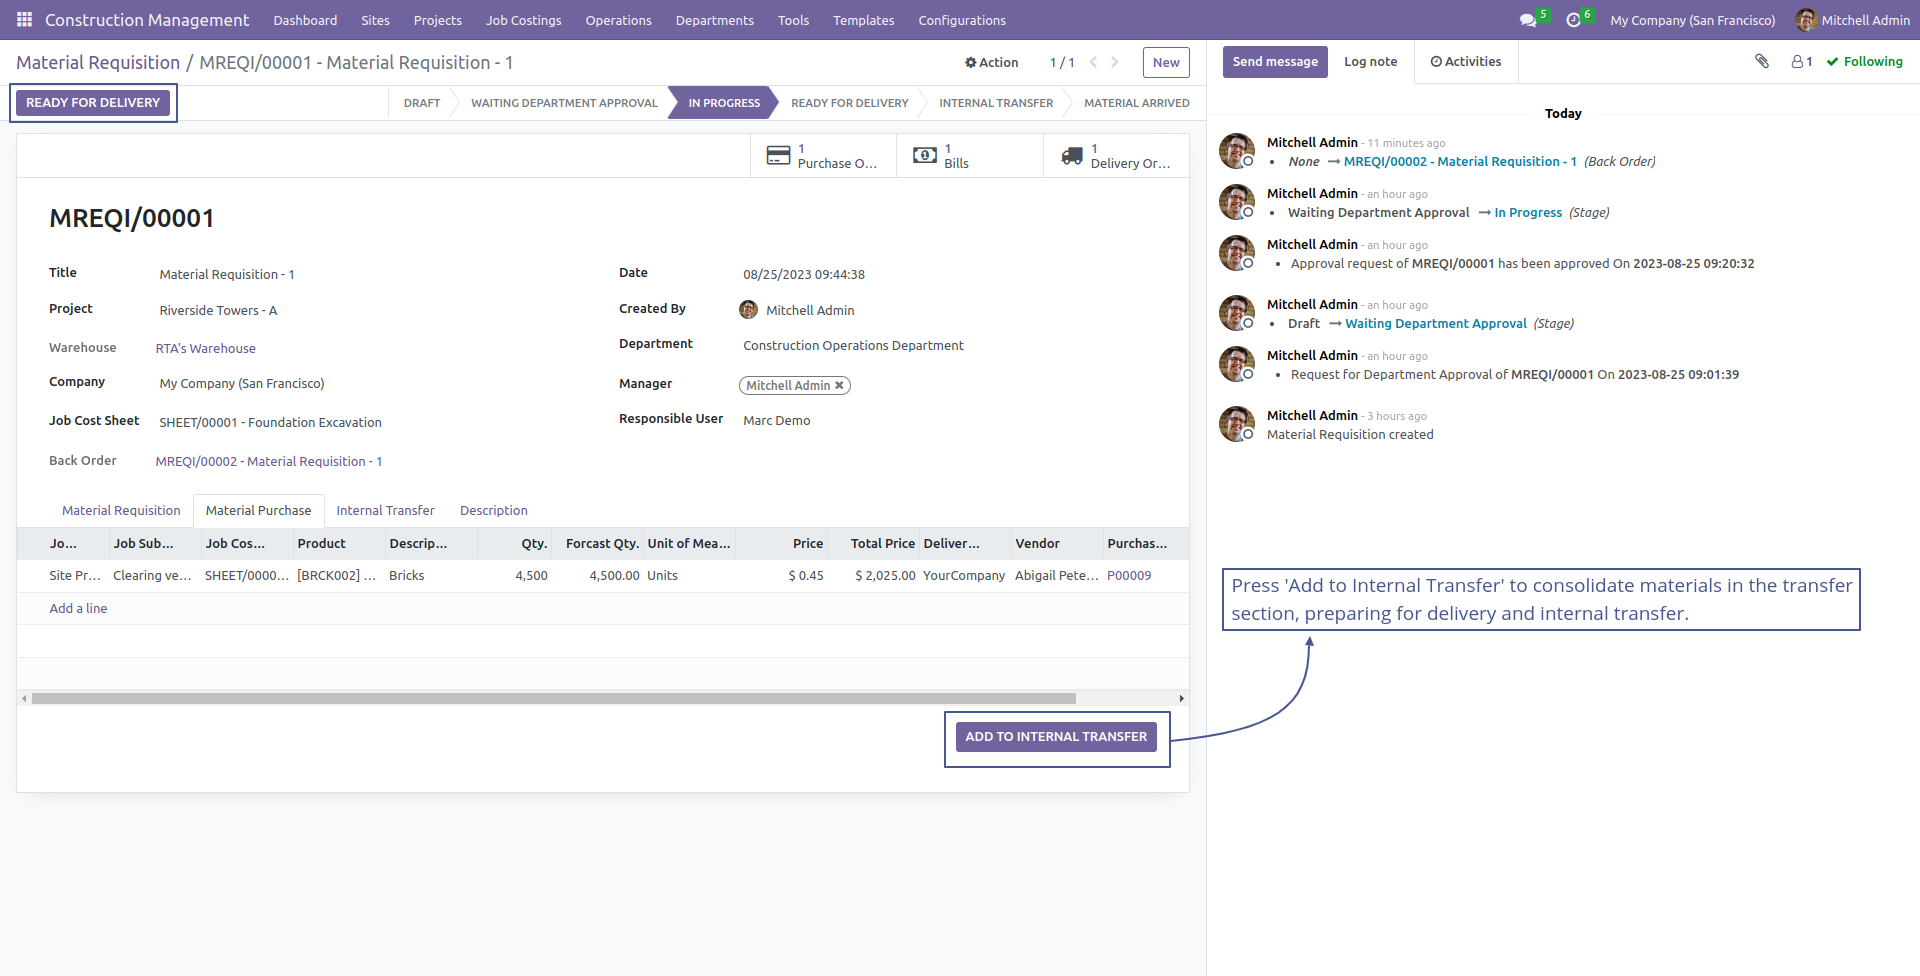 Construction Management Dashboard Sites Projects Job Costings Operations Departments Tools Templates Configurations 5 6 My Company (San Francisco) Mitchell Admin
Material Requisition / MREQI/00001 - Material Requisition - 1 Action 1 / 1 New
READY FOR DELIVERY DRAFT WAITING DEPARTMENT APPROVAL IN PROGRESS READY FOR DELIVERY INTERNAL TRANSFER MATERIAL ARRIVED
1 Purchase O...
1 Bills
1 Delivery Or...
MREQI/00001
Title Material Requisition - 1
Project Riverside Towers - A
Warehouse RTA's Warehouse
Company My Company (San Francisco)
Job Cost Sheet SHEET/00001 - Foundation Excavation
Back Order MREQI/00002 - Material Requisition - 1
Date 08/25/2023 09:44:38
Created By Mitchell Admin
Department Construction Operations Department
Manager Mitchell Admin ✖
Responsible User Marc Demo
Material Requisition Material Purchase Internal Transfer Description
Jo... Job Sub... Job Cos... Product Descrip... Qty. Forcast Qty. Unit of Mea... Price Total Price Deliver... Vendor Purchas...
Site Pr... Clearing ve... SHEET/0000... [BRCK002] ... Bricks 4,500 4,500.00 Units $ 0.45 $ 2,025.00 YourCompany Abigail Pete... P00009
Add a line
ADD TO INTERNAL TRANSFER
Send message Log note Activities 1 Following
Today
Mitchell Admin - 11 minutes ago
• None → MREQI/00002 - Material Requisition - 1 (Back Order)
Mitchell Admin - an hour ago
• Waiting Department Approval → In Progress (Stage)
Mitchell Admin - an hour ago
• Approval request of MREQI/00001 has been approved On 2023-08-25 09:20:32
Mitchell Admin - an hour ago
• Draft → Waiting Department Approval (Stage)
Mitchell Admin - an hour ago
• Request for Department Approval of MREQI/00001 On 2023-08-25 09:01:39
Mitchell Admin - 3 hours ago
Material Requisition created
Press 'Add to Internal Transfer' to consolidate materials in the transfer
section, preparing for delivery and internal transfer.